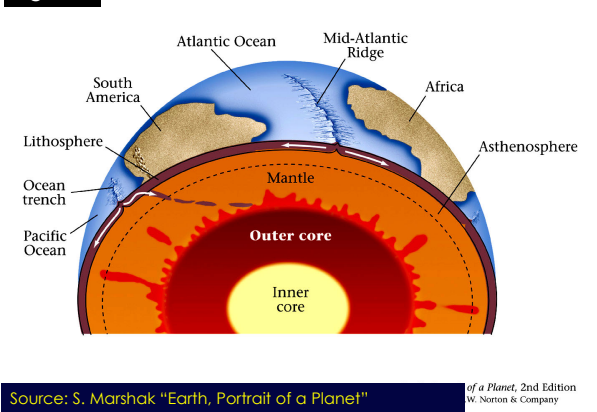 Atlantic Ocean
Mid-Atlantic
Ridge
South
America
Africa
Lithosphere
Asthenosphere
Mantle
Ocean
trench
Outer core
Pacific
Ocean
Inner
core
of a Planet, 2nd Edition
.W. Norton & Company
Source: S. Marshak “Earth, Portrait of a Planet”